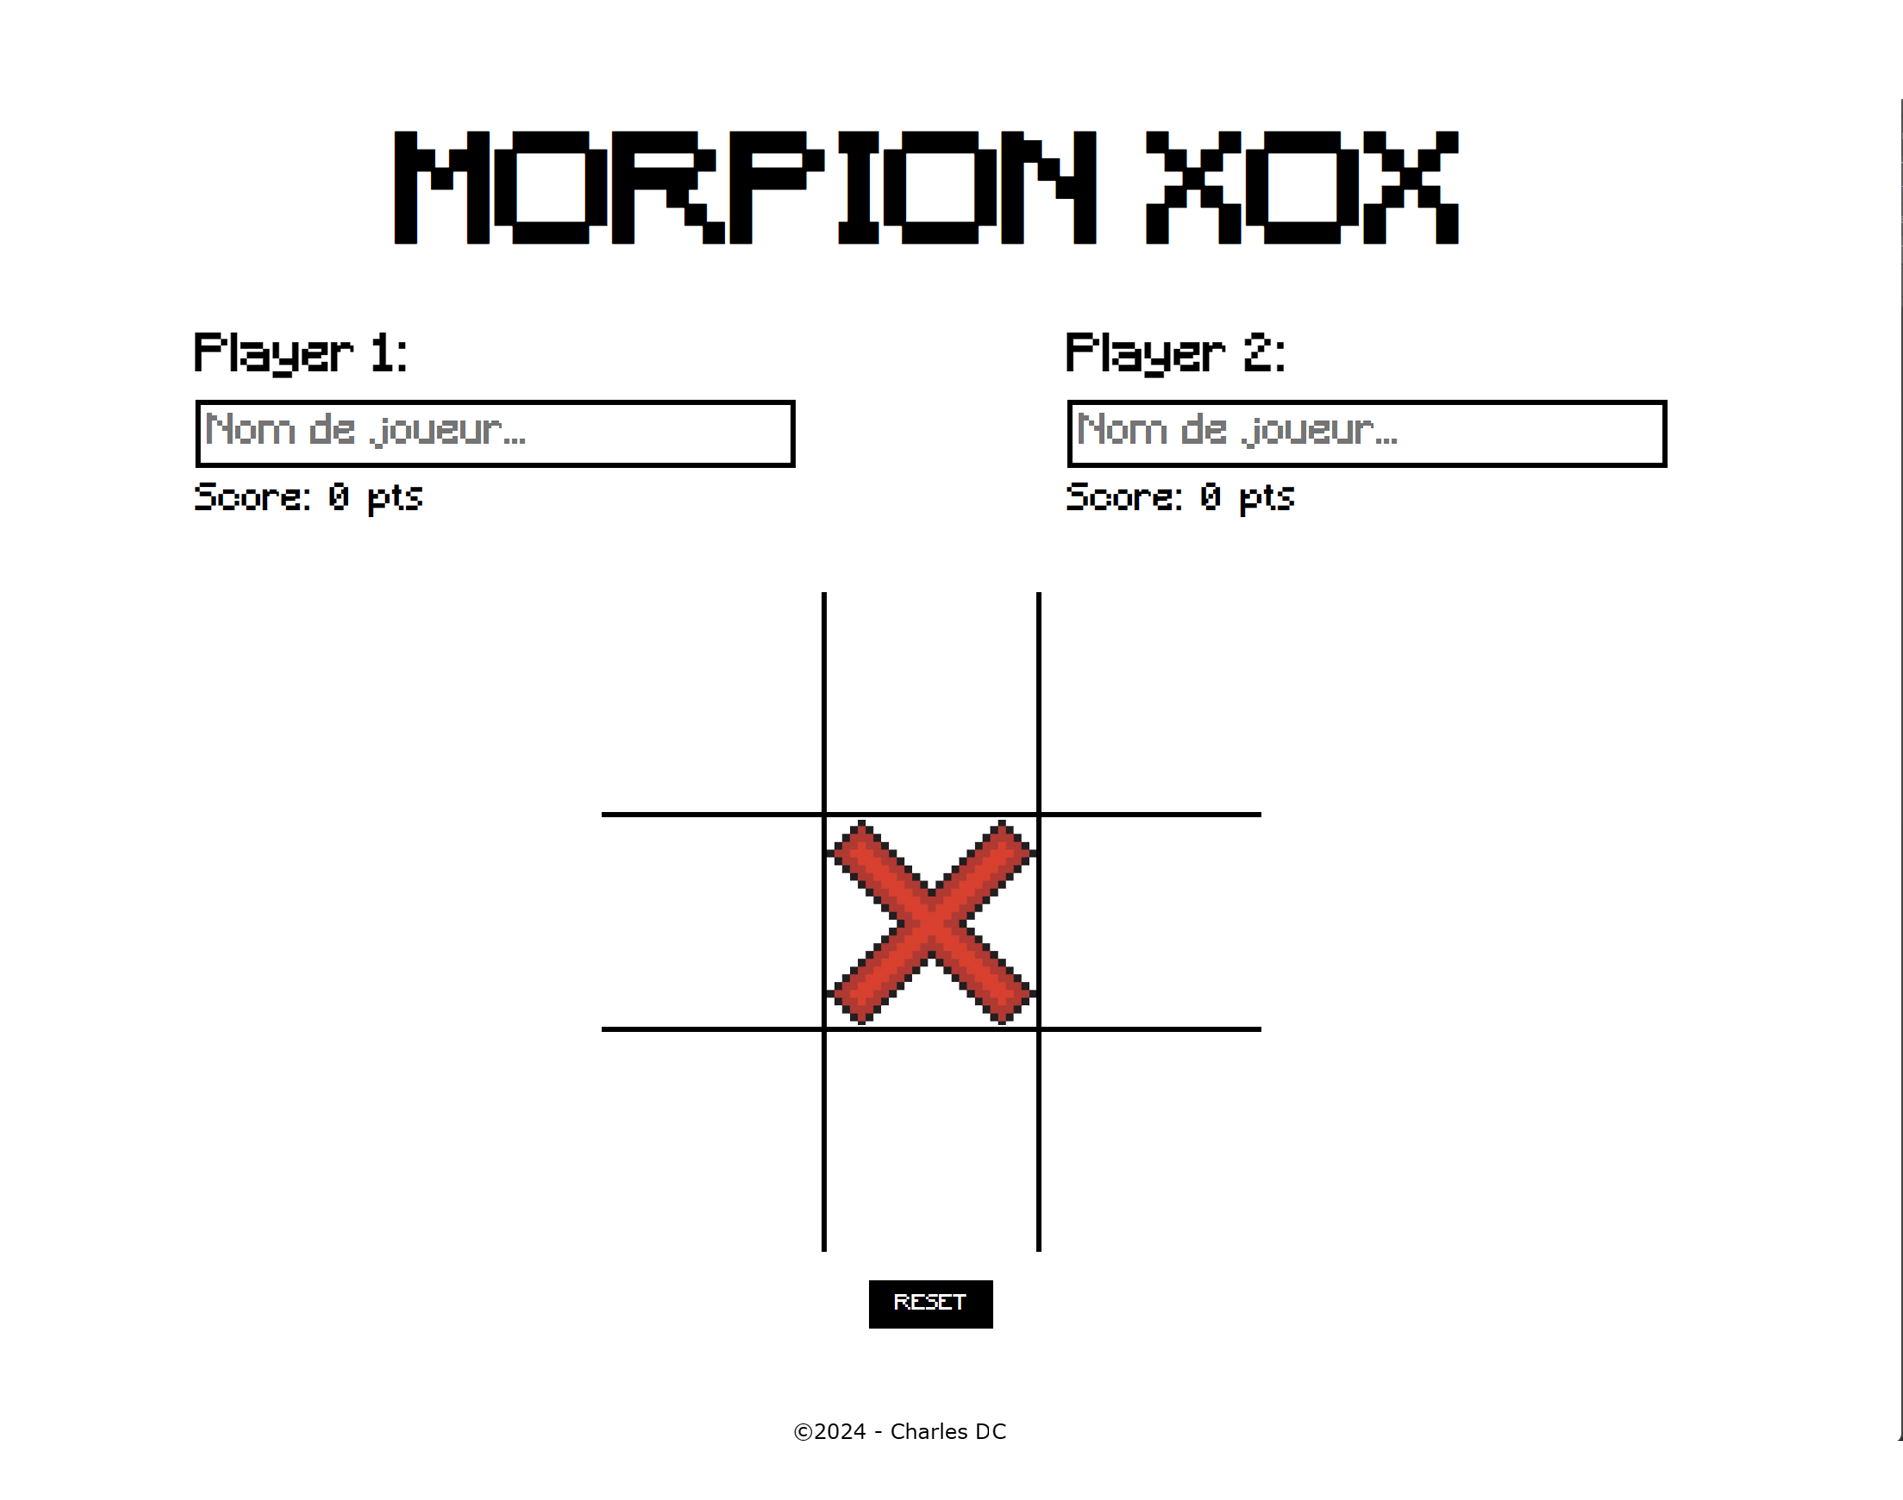 MORPION XOX
Player 1:
Nom de joueur...
Score: 0 pts
Player 2:
Nom de joueur...
Score: 0 pts
RESET
©2024 - Charles DC